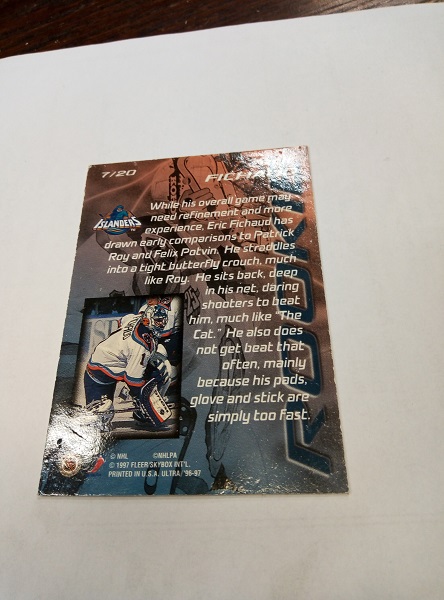 7/20
FICHAUD
ISLANDERS
While his overall game may
need refinement and more
experience, Eric Fichaud has
drawn early comparisons to Patrick
Roy and Felix Potvin. He straddles
into a tight butterfly crouch, much
like Roy. He sits back, deep
in his net, daring
shooters to beat
him, much like "The
Cat." He also does
not get beat that
often, mainly
because his pads,
glove and stick are
simply too fast.
ROOKIE
© NHL ©NHLPA
© 1997 FLEER/SKYBOX INT'L.
PRINTED IN U.S.A. ULTRA '96-97